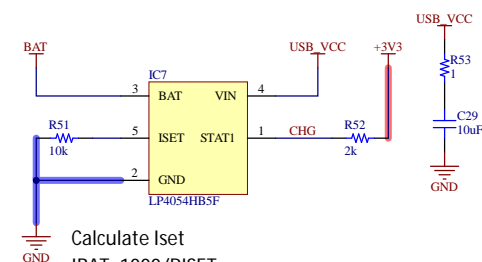 BAT
USB_VCC
+3V3
USB_VCC
IC7
3 BAT VIN 4
R53
1
R51
10k
5 ISET STAT1 1
CHG
R52
2k
C29
10uF
2 GND
LP4054HB5F
GND
GND
Calculate Iset